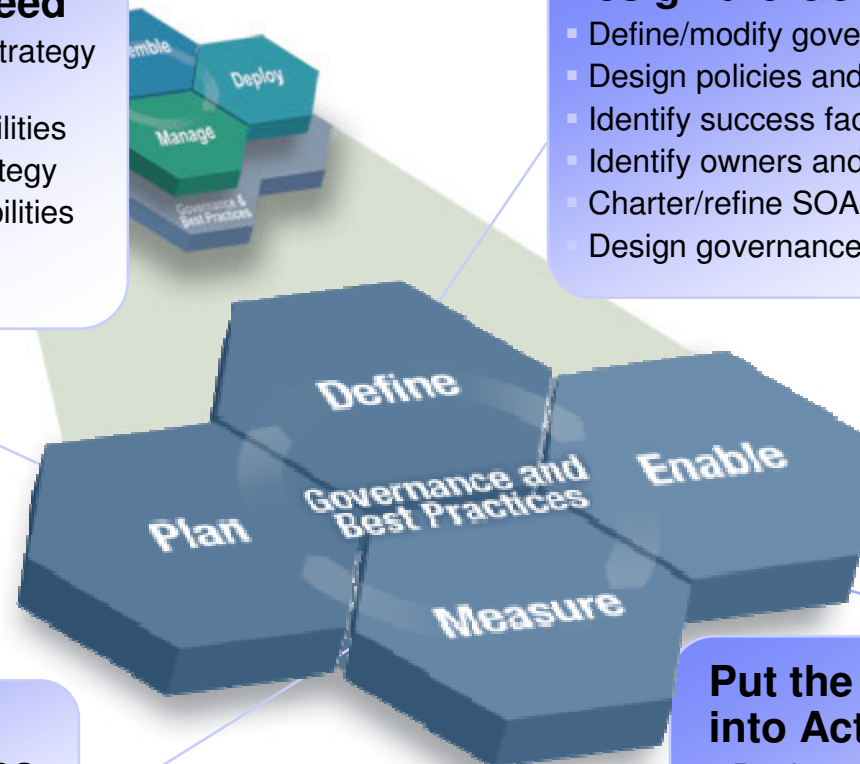 trategy
Define/modify gove
Design policies and
Identify success fac
Identify owners and
Charter/refine SOA
Design governance
ilities
tegy
bilities
emble
Deploy
Manage
Governance &
Best Practices
Define
Enable
Governance and
Best Practices
Plan
Measure
Put the
into Act